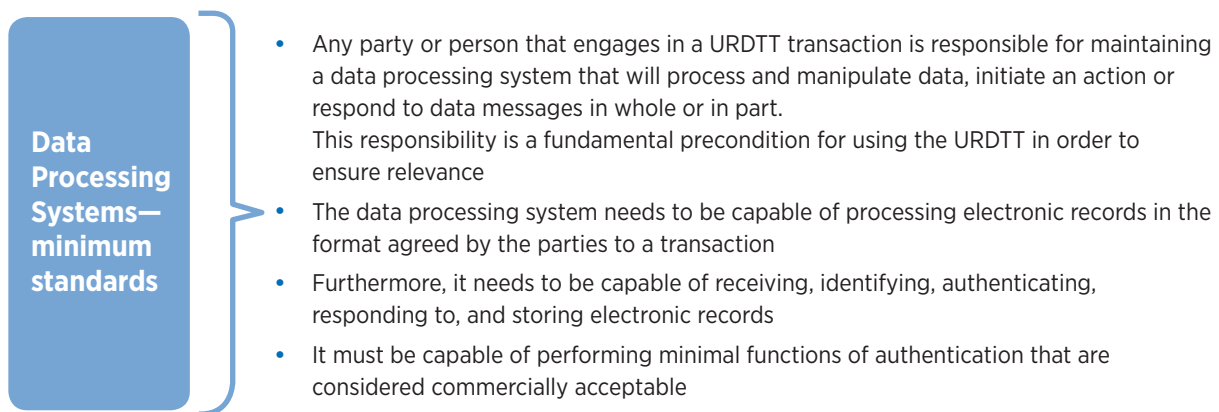 Data
Processing
Systems—
minimum
standards
• Any party or person that engages in a URDTT transaction is responsible for maintaining
a data processing system that will process and manipulate data, initiate an action or
respond to data messages in whole or in part.
This responsibility is a fundamental precondition for using the URDTT in order to
ensure relevance
• The data processing system needs to be capable of processing electronic records in the
format agreed by the parties to a transaction
• Furthermore, it needs to be capable of receiving, identifying, authenticating,
responding to, and storing electronic records
• It must be capable of performing minimal functions of authentication that are
considered commercially acceptable